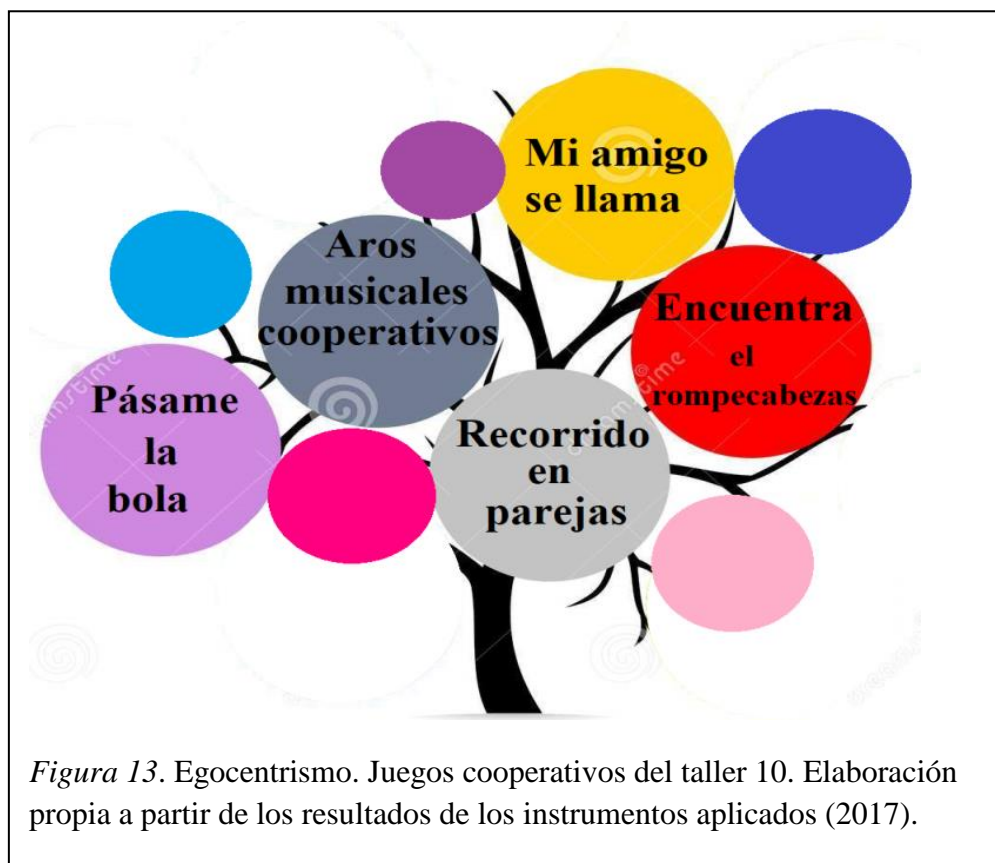 Mi amigo
se llama
Aros
musicales
cooperativos
Encuentra
el
rompecabezas
Pásame
la
bola
Recorrido
en
parejas
Figura 13. Egocentrismo. Juegos cooperativos del taller 10. Elaboración
propia a partir de los resultados de los instrumentos aplicados (2017).